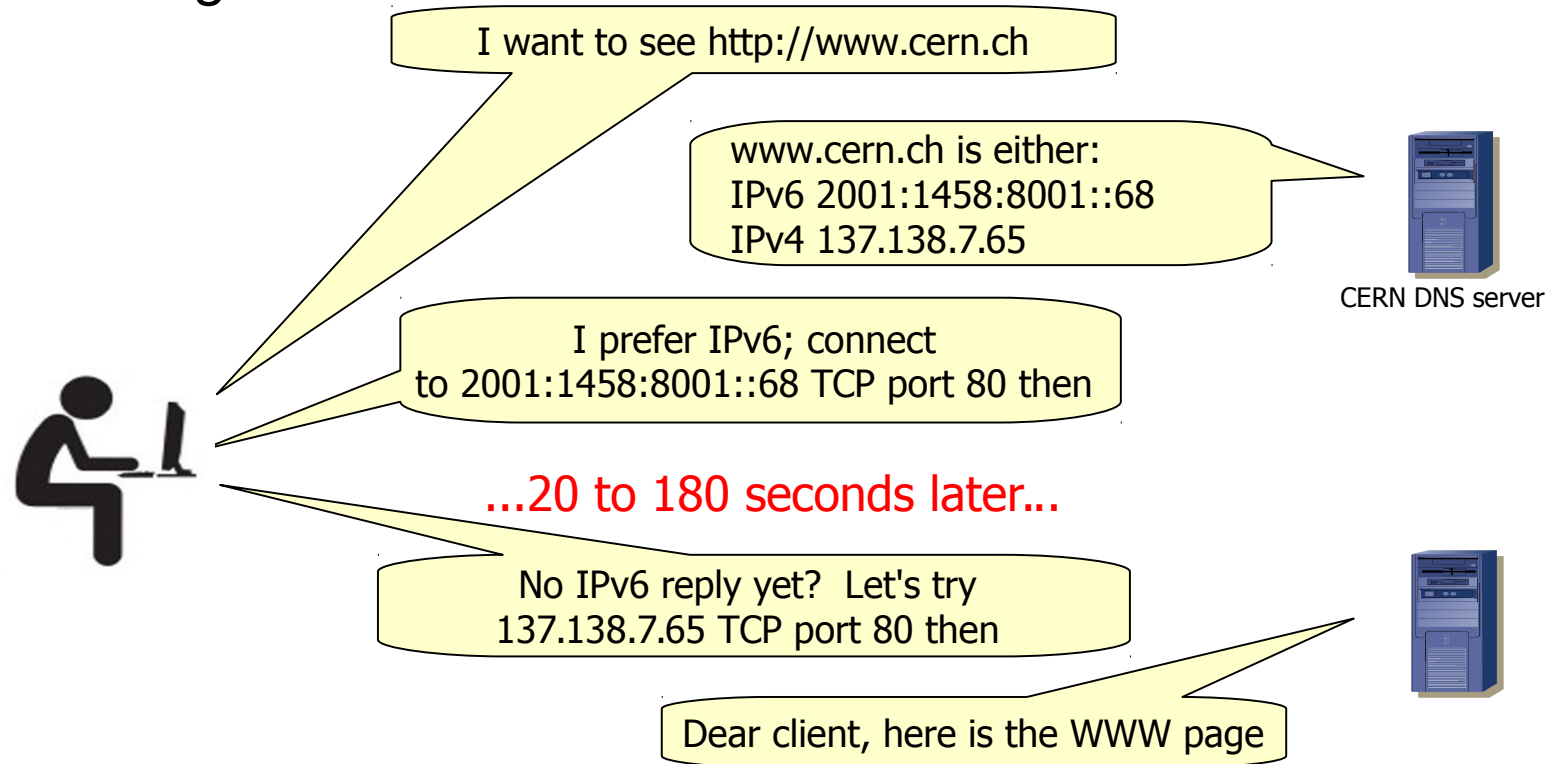 I want to see http://www.cern.ch
www.cern.ch is either:
IPv6 2001:1458:8001::68
IPv4 137.138.7.65
CERN DNS server
I prefer IPv6; connect
to 2001:1458:8001::68 TCP port 80 then
...20 to 180 seconds later...
No IPv6 reply yet?  Let's try
137.138.7.65 TCP port 80 then
Dear client, here is the WWW page